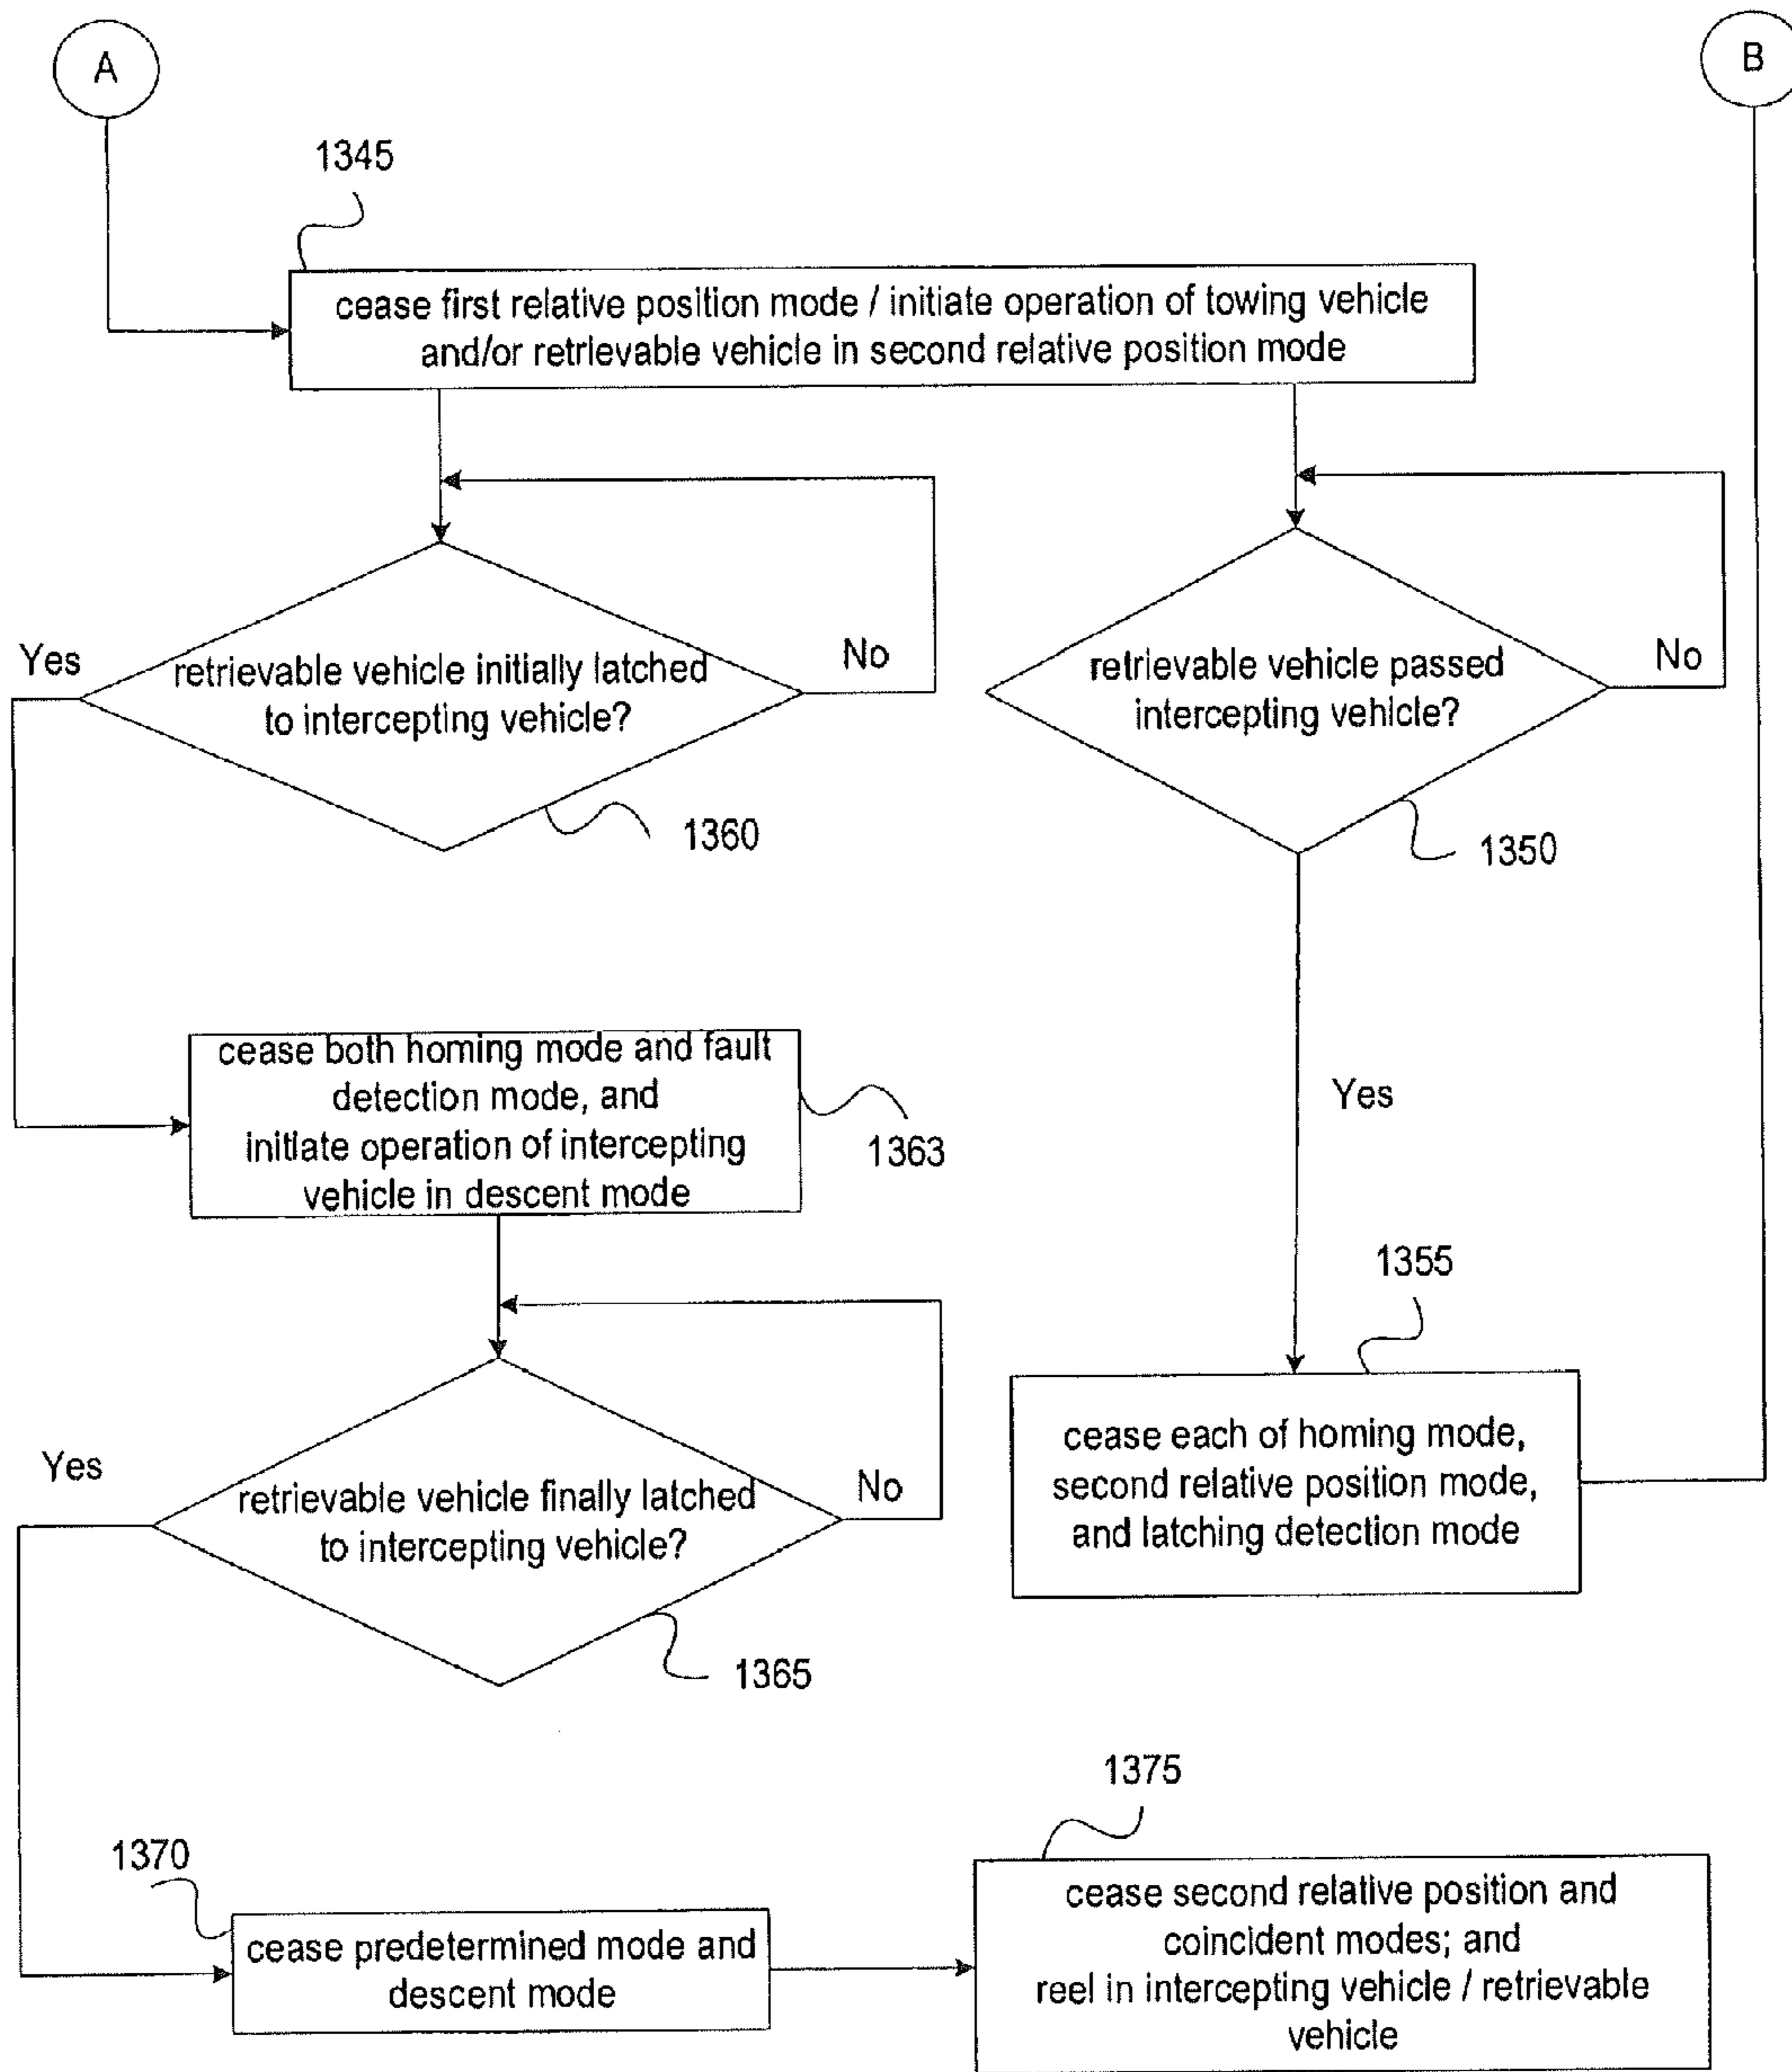 A
B
1345
cease first relative position mode / initiate operation of towing vehicle
and/or retrievable vehicle in second relative position mode
Yes
retrievable vehicle initially latched
to intercepting vehicle?
No
1360
retrievable vehicle passed
intercepting vehicle?
No
1350
Yes
cease both homing mode and fault
detection mode, and
initiate operation of intercepting
vehicle in descent mode
1363
1355
cease each of homing mode,
second relative position mode,
and latching detection mode
Yes
retrievable vehicle finally latched
to intercepting vehicle?
No
1365
1370
cease predetermined mode and
descent mode
1375
cease second relative position and
coincident modes; and
reel in intercepting vehicle / retrievable
vehicle